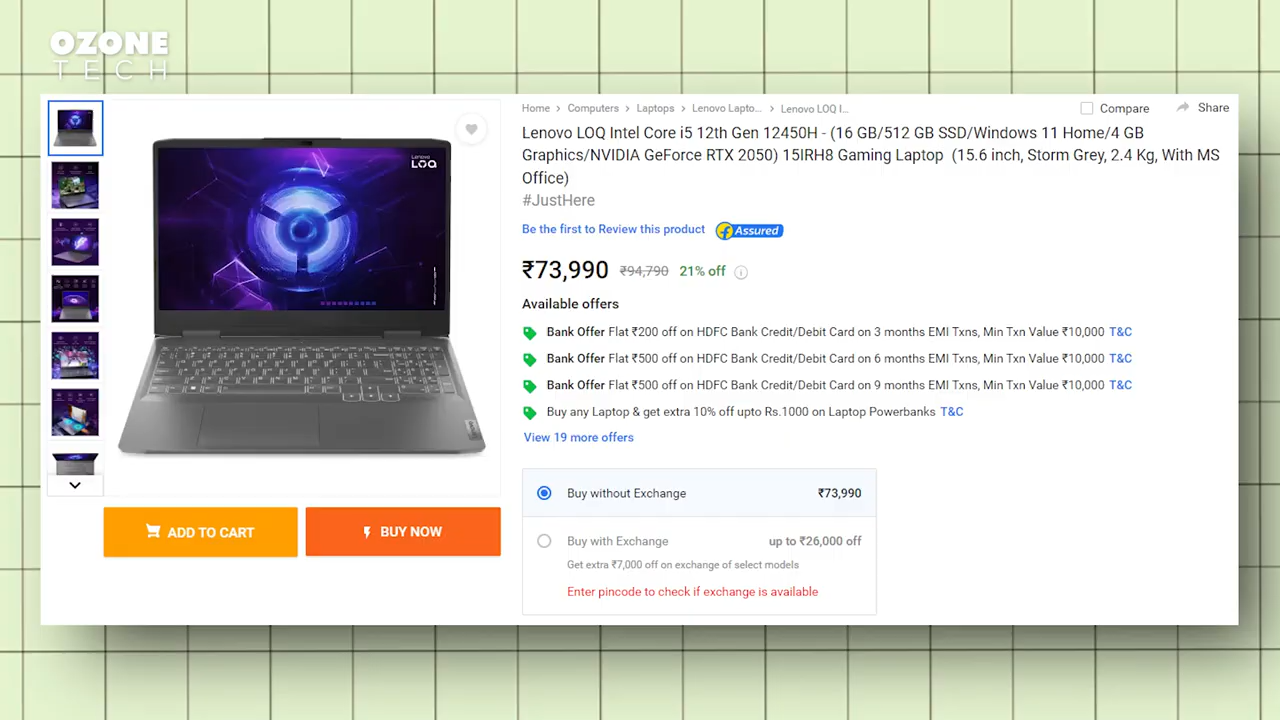 OZONE
TECH
Home > Computers > Laptops > Lenovo Lapto... > Lenovo LOQ I...
Compare
Share
Lenovo LOQ Intel Core i5 12th Gen 12450H - (16 GB/512 GB SSD/Windows 11 Home/4 GB
Graphics/NVIDIA GeForce RTX 2050) 15IRH8 Gaming Laptop (15.6 inch, Storm Grey, 2.4 Kg, With MS
Office)
#JustHere
Be the first to Review this product
Assured
₹73,990 ₹94,790 21% off
Available offers
Bank Offer Flat ₹200 off on HDFC Bank Credit/Debit Card on 3 months EMI Txns, Min Txn Value ₹10,000 T&C
Bank Offer Flat ₹500 off on HDFC Bank Credit/Debit Card on 6 months EMI Txns, Min Txn Value ₹10,000 T&C
Bank Offer Flat ₹500 off on HDFC Bank Credit/Debit Card on 9 months EMI Txns, Min Txn Value ₹10,000 T&C
Buy any Laptop & get extra 10% off upto Rs.1000 on Laptop Powerbanks T&C
View 19 more offers
Buy without Exchange ₹73,990
Buy with Exchange up to ₹26,000 off
Get extra ₹7,000 off on exchange of select models
Enter pincode to check if exchange is available
Lenovo
LOQ
ADD TO CART
BUY NOW